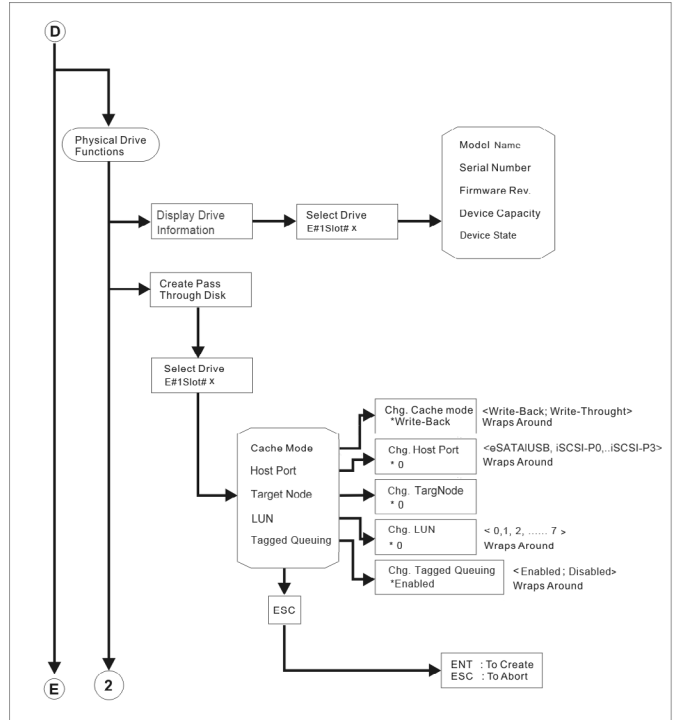 D
Physical Drive
Functions
Model Name
Serial Number
Firmware Rev.
Device Capacity
Device State
Display Drive
Information
Select Drive
E#1Slot# x
Create Pass
Through Disk
Select Drive
E#1Slot# x
Cache Mode
Host Port
Target Node
LUN
Tagged Queuing
Chg. Cache mode
*Write-Back
<Write-Back; Write-Throught>
Wraps Around
Chg. Host Port
* 0
<eSATAIUSB, iSCSI-P0,..iSCSI-P3>
Wraps Around
Chg. TargNode
* 0
Chg. LUN
* 0
< 0,1, 2, ...... 7 >
Wraps Around
Chg. Tagged Queuing
*Enabled
<Enabled; Disabled>
Wraps Around
ESC
ENT : To Create
ESC : To Abort
E
2